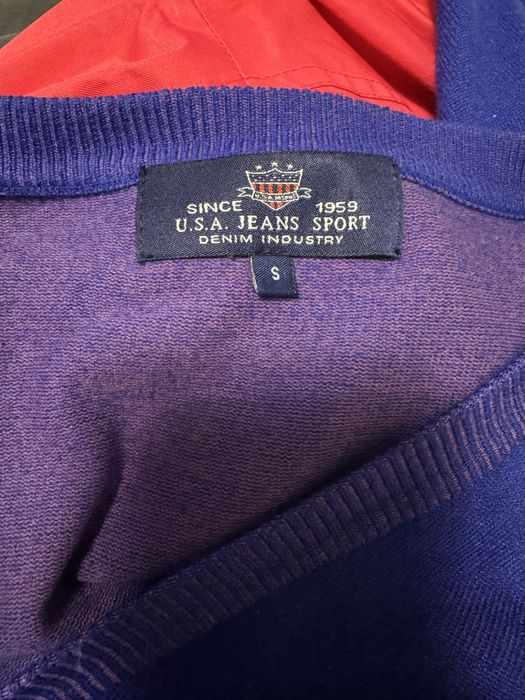 SINCE 1959
U.S.A. JEANS SPORT
DENIM INDUSTRY
S